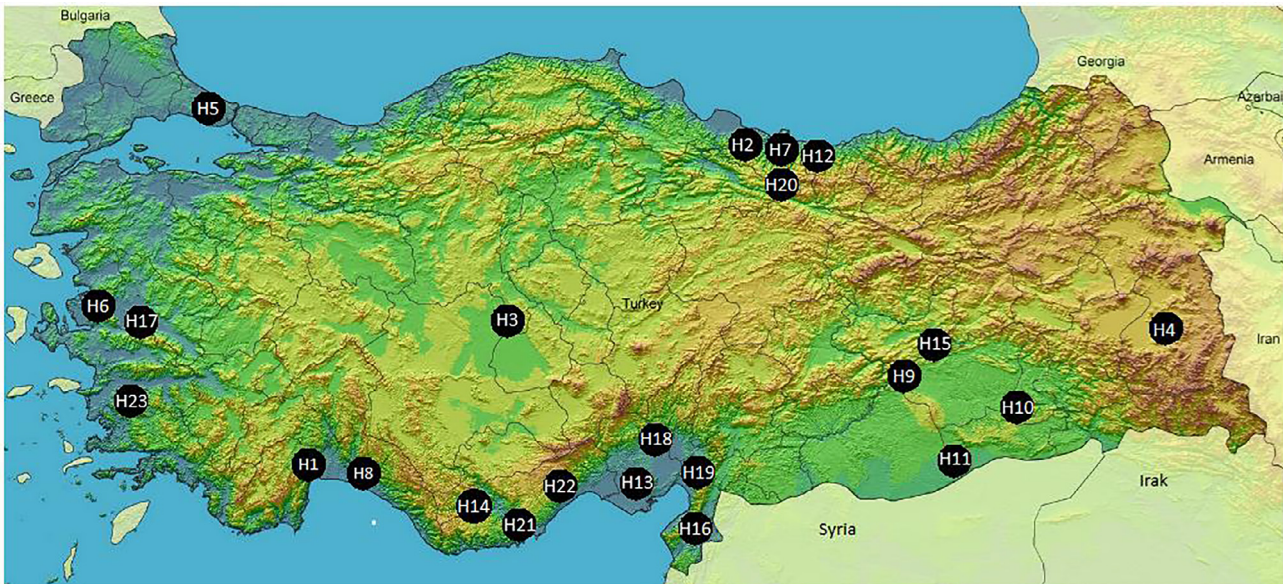 Bulgaria
Georgia
Greece
Azerbai
H5
H2
H7
H12
Armenia
H20
H6
H17
Turkey
H3
H4
Iran
H15
H9
H23
H10
H18
H1
H8
H19
H11
H22
H13
Irak
H14
H21
H16
Syria